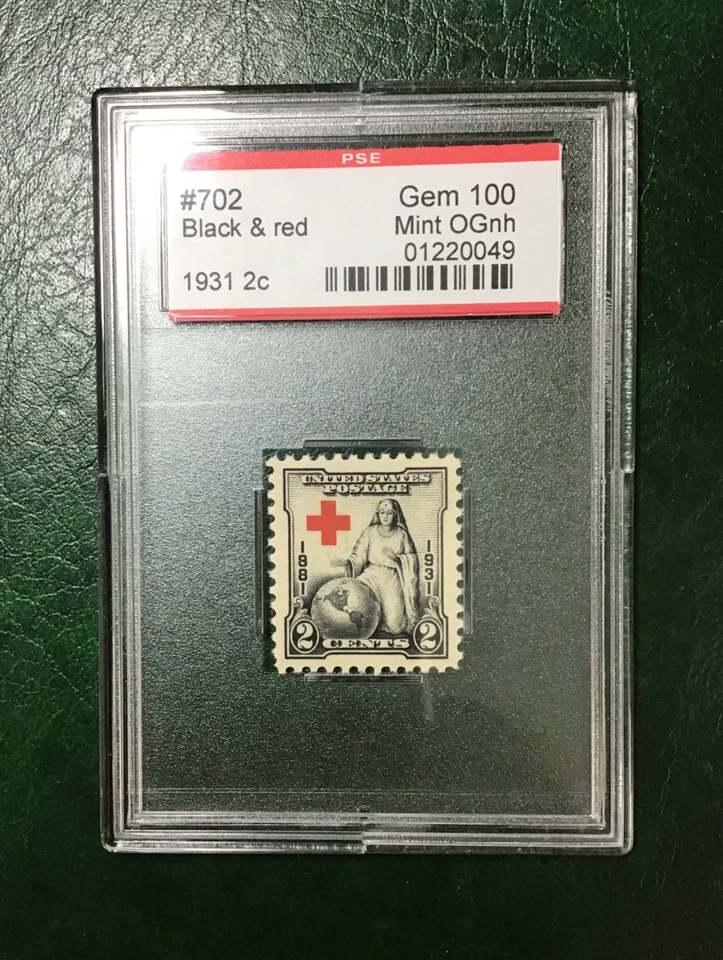 PSE
#702 Gem 100
Black & red Mint OGnh
01220049
1931 2c
UNITED STATES
POSTAGE
1881 1931
2 CENTS 2